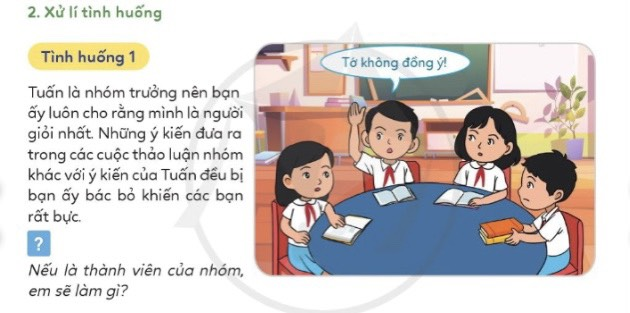 2. Xử lí tình huống
Tình huống 1
Tuấn là nhóm trưởng nên bạn
ấy luôn cho rằng mình là người
giỏi nhất. Những ý kiến đưa ra
trong các cuộc thảo luận nhóm
khác với ý kiến của Tuấn đều bị
bạn ấy bác bỏ khiến các bạn
rất bực.
?
Nếu là thành viên của nhóm,
em sẽ làm gì?
Tớ không đồng ý!